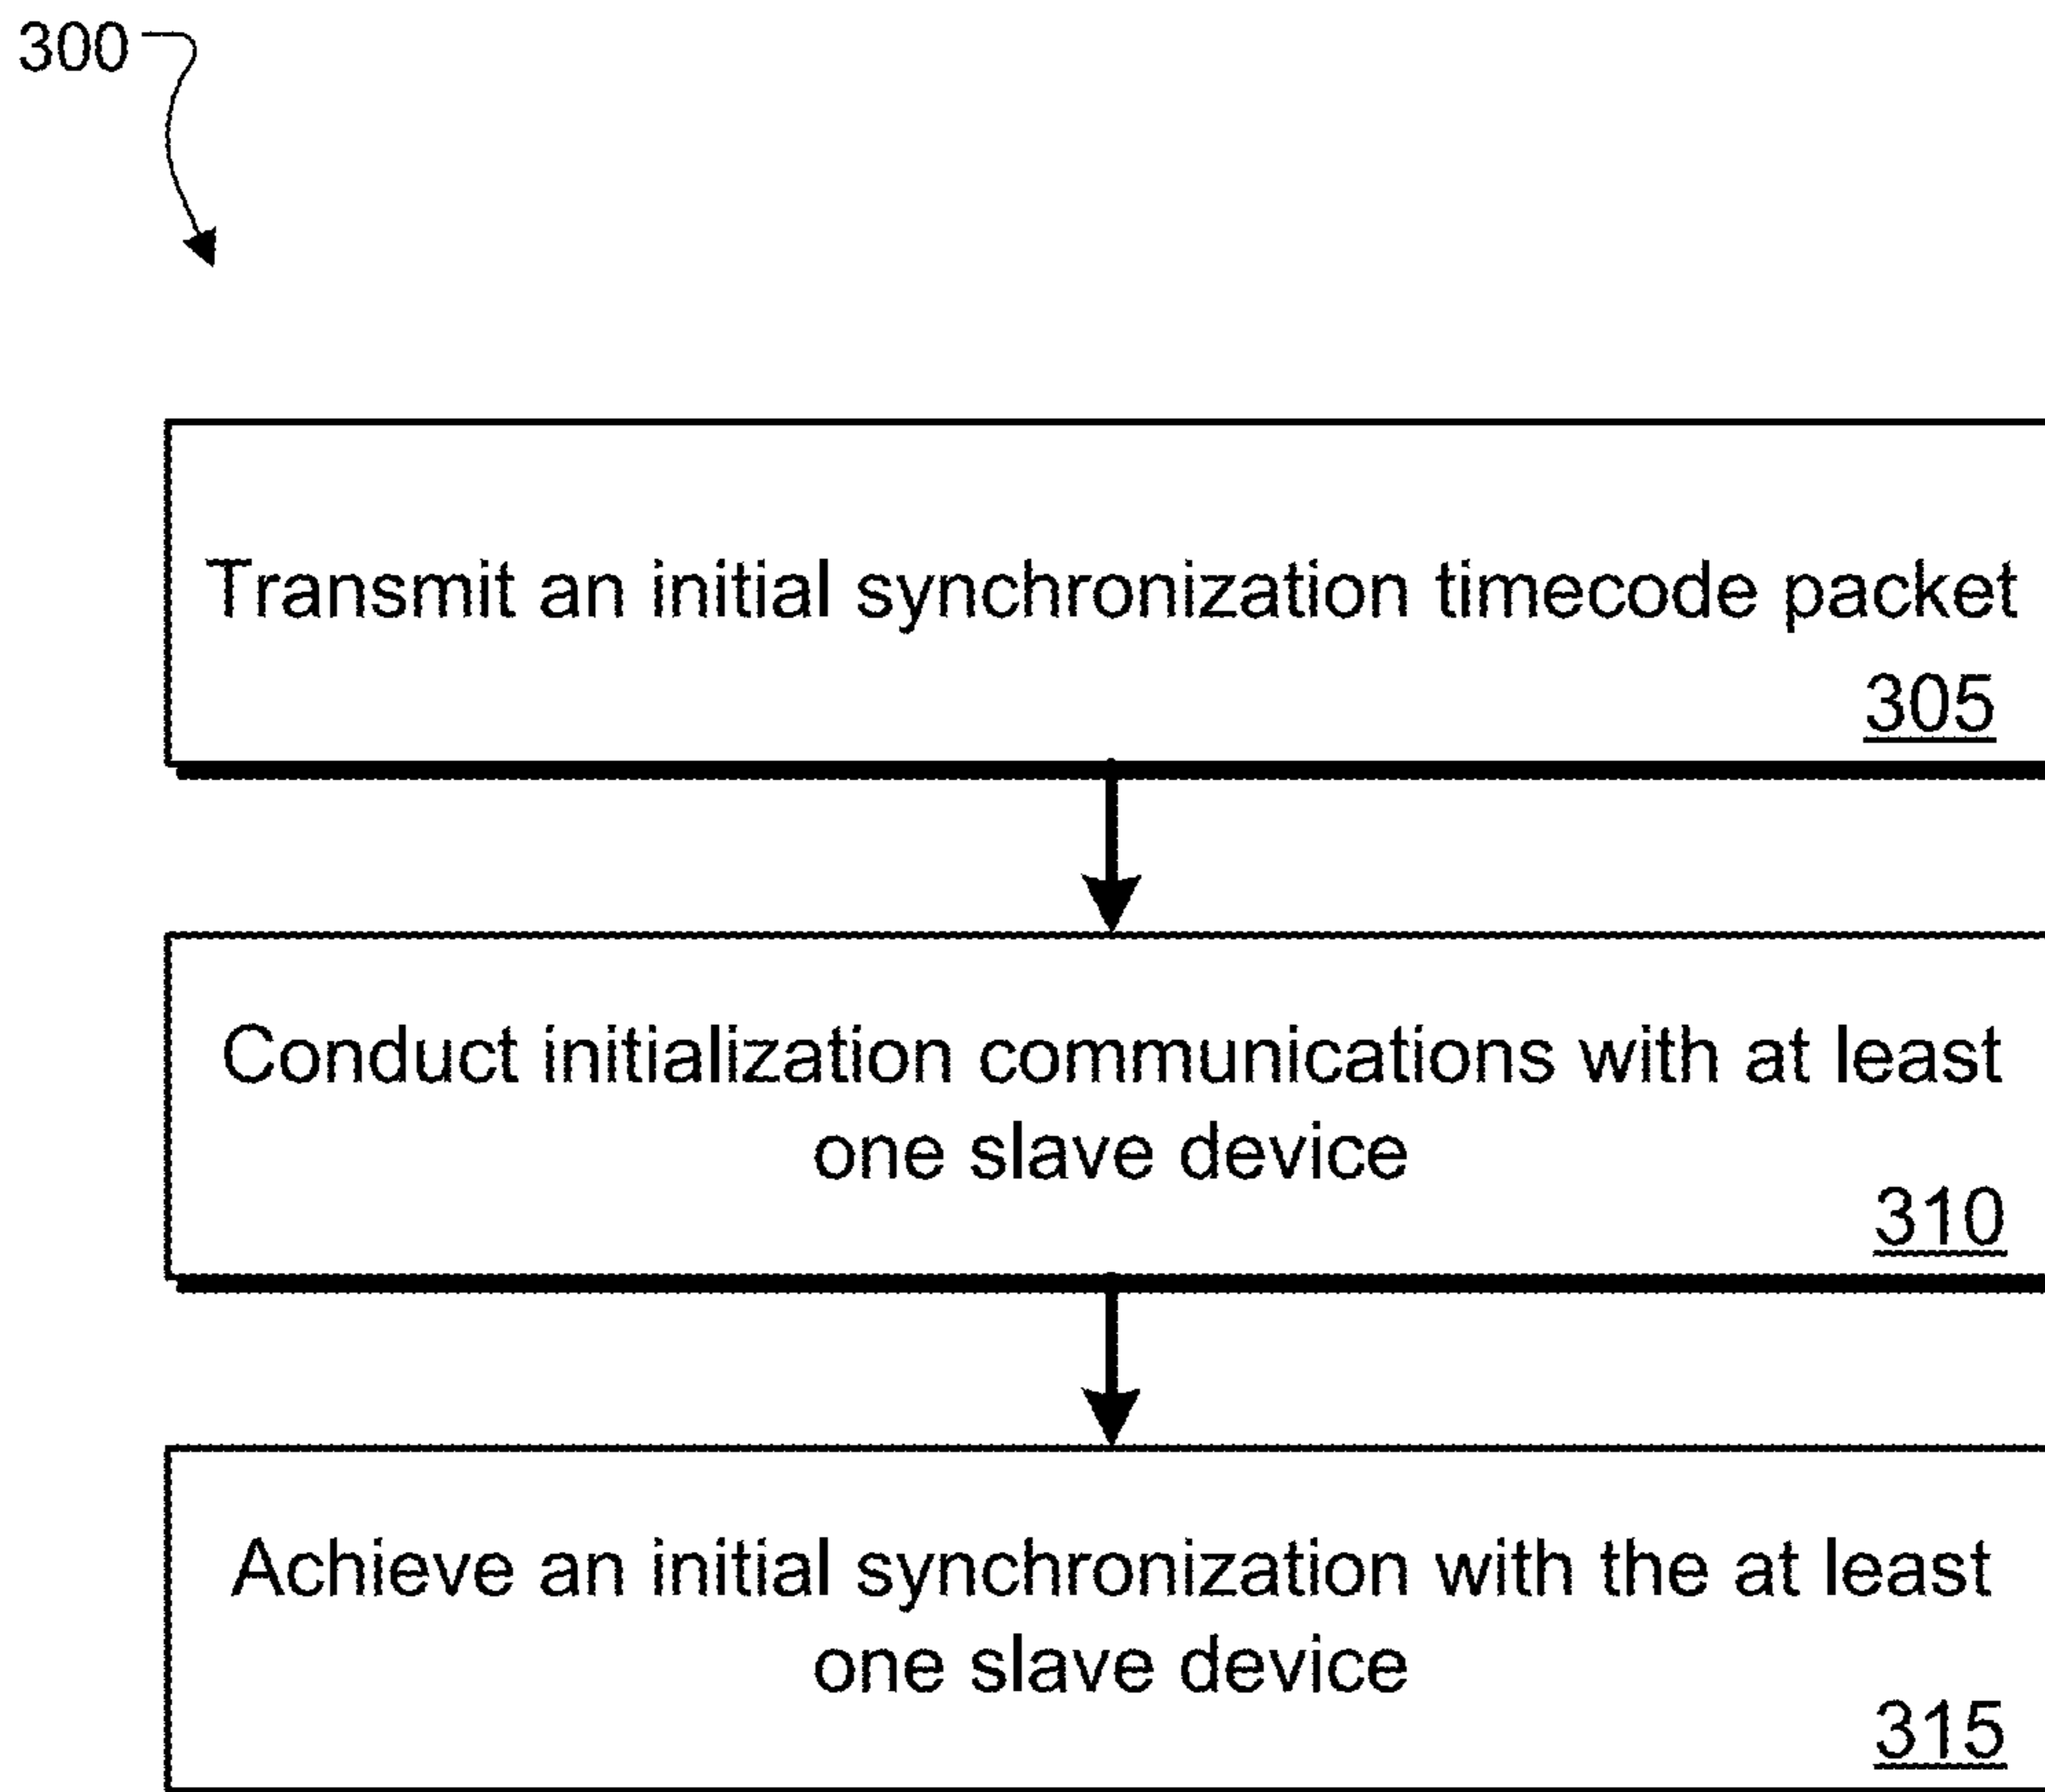 300
Transmit an initial synchronization timecode packet
305
Conduct initialization communications with at least
one slave device
310
Achieve an initial synchronization with the at least
one slave device
315